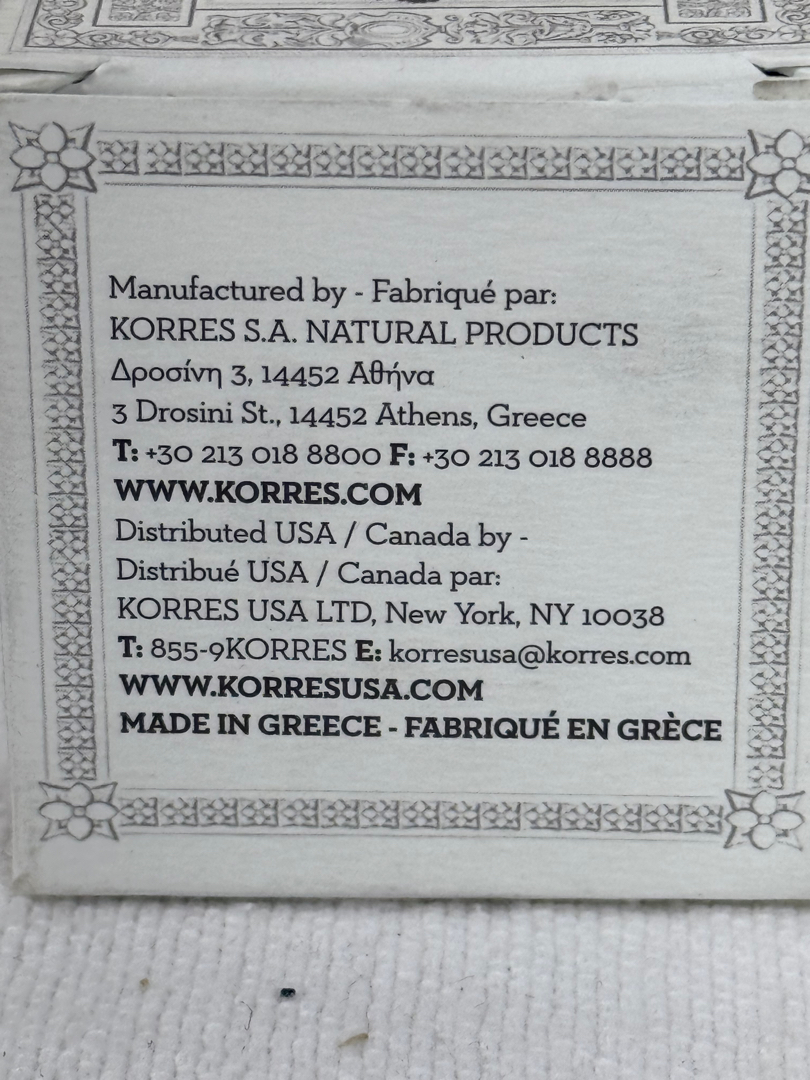 Manufactured by - Fabriqué par:
KORRES S.A. NATURAL PRODUCTS
Δροσίνη 3, 14452 Αθήνα
3 Drosini St., 14452 Athens, Greece
T: +30 213 018 8800 F: +30 213 018 8888
WWW.KORRES.COM
Distributed USA / Canada by -
Distribué USA / Canada par:
KORRES USA LTD, New York, NY 10038
T: 855-9KORRES E: korresusa@korres.com
WWW.KORRESUSA.COM
MADE IN GREECE - FABRIQUÉ EN GRÈCE